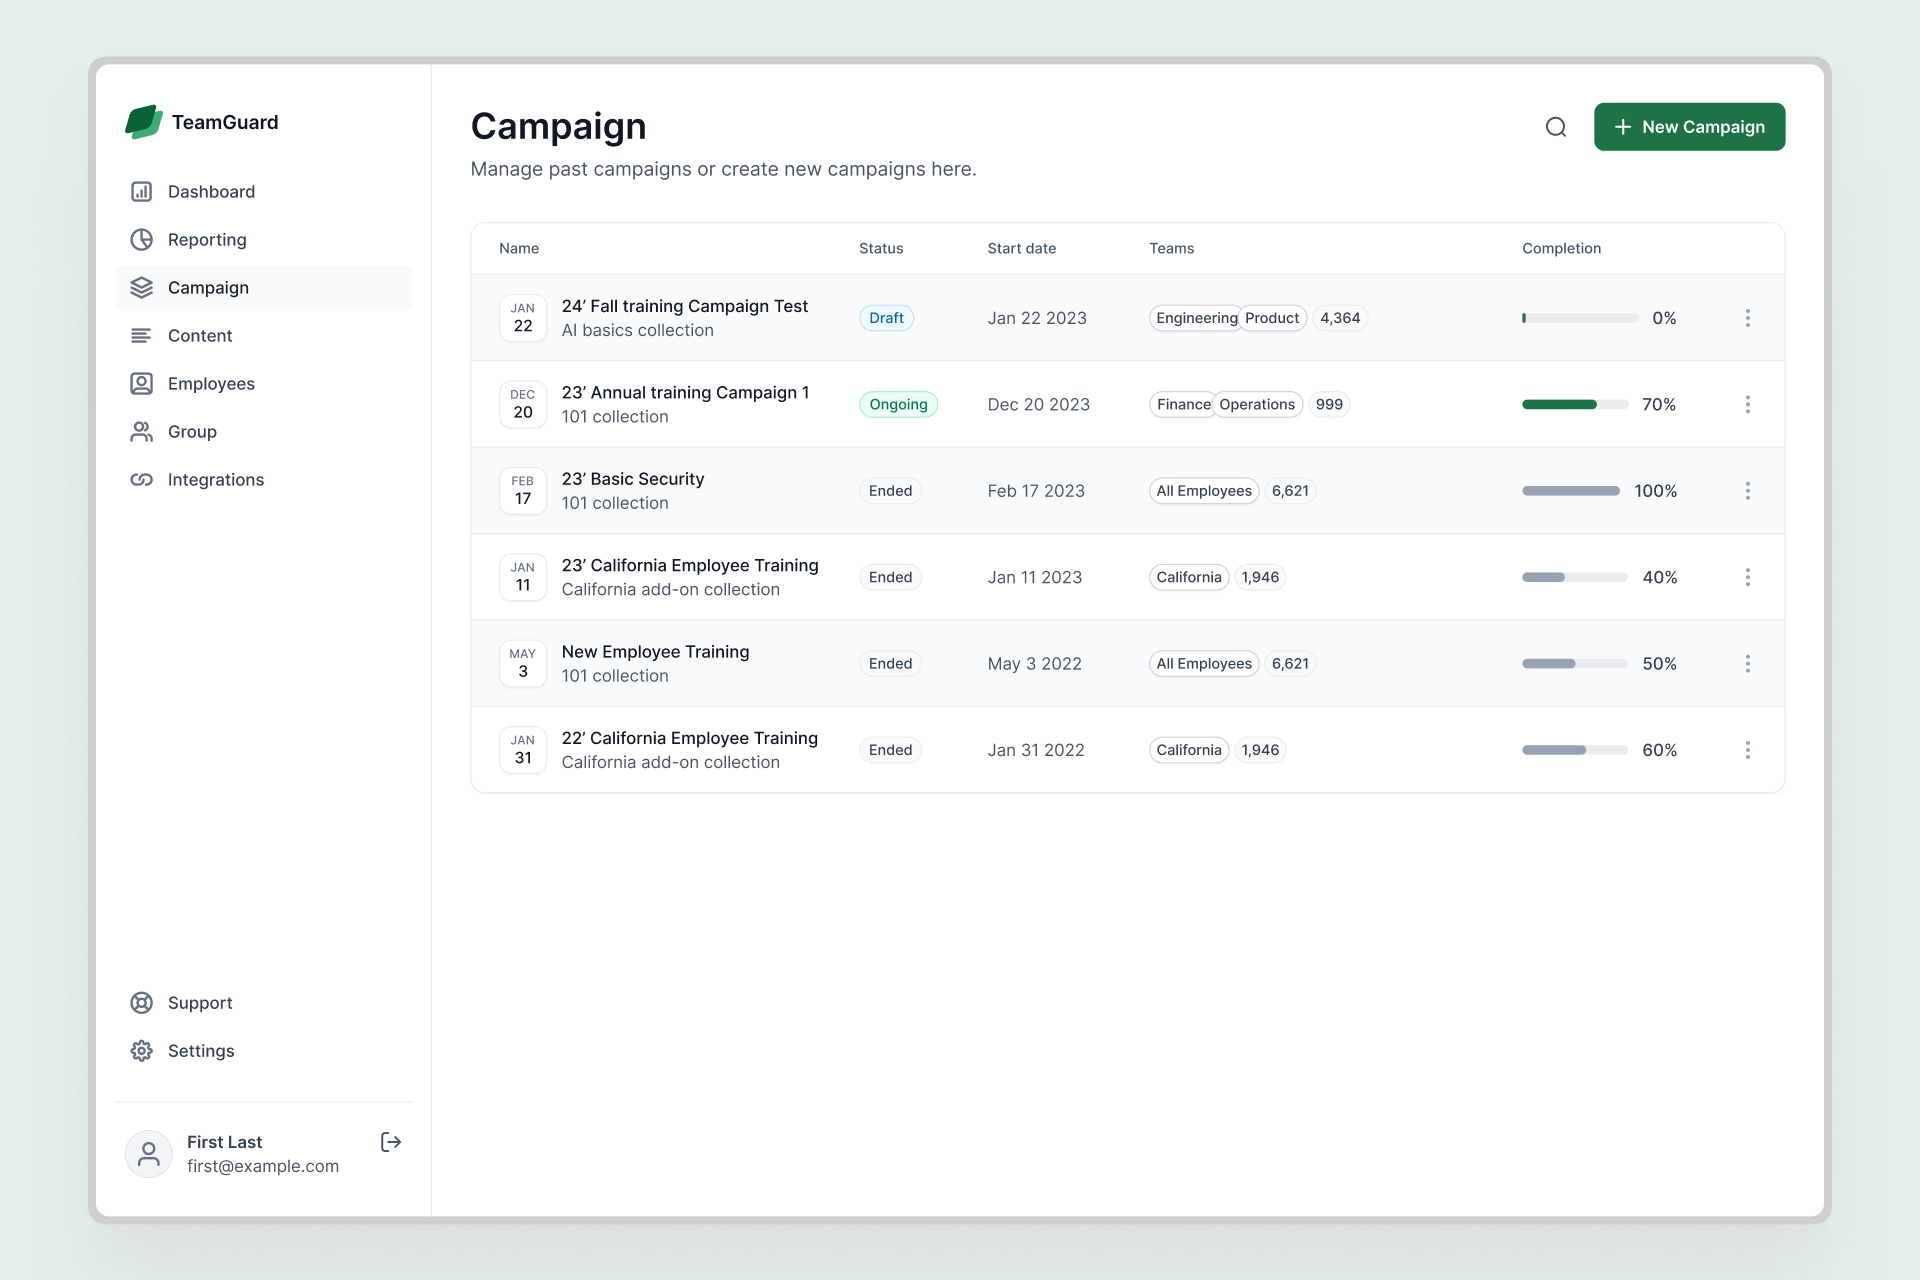 TeamGuard
Dashboard
Reporting
Campaign
Content
Employees
Group
Integrations
Support
Settings
First Last
first@example.com
Campaign
Manage past campaigns or create new campaigns here.
New Campaign
Name Status Start date Teams Completion
JAN
22
24’ Fall training Campaign Test
AI basics collection
Draft
Jan 22 2023
Engineering Product 4,364
0%
DEC
20
23’ Annual training Campaign 1
101 collection
Ongoing
Dec 20 2023
Finance Operations 999
70%
FEB
17
23’ Basic Security
101 collection
Ended
Feb 17 2023
All Employees 6,621
100%
JAN
11
23’ California Employee Training
California add-on collection
Ended
Jan 11 2023
California 1,946
40%
MAY
3
New Employee Training
101 collection
Ended
May 3 2022
All Employees 6,621
50%
JAN
31
22’ California Employee Training
California add-on collection
Ended
Jan 31 2022
California 1,946
60%